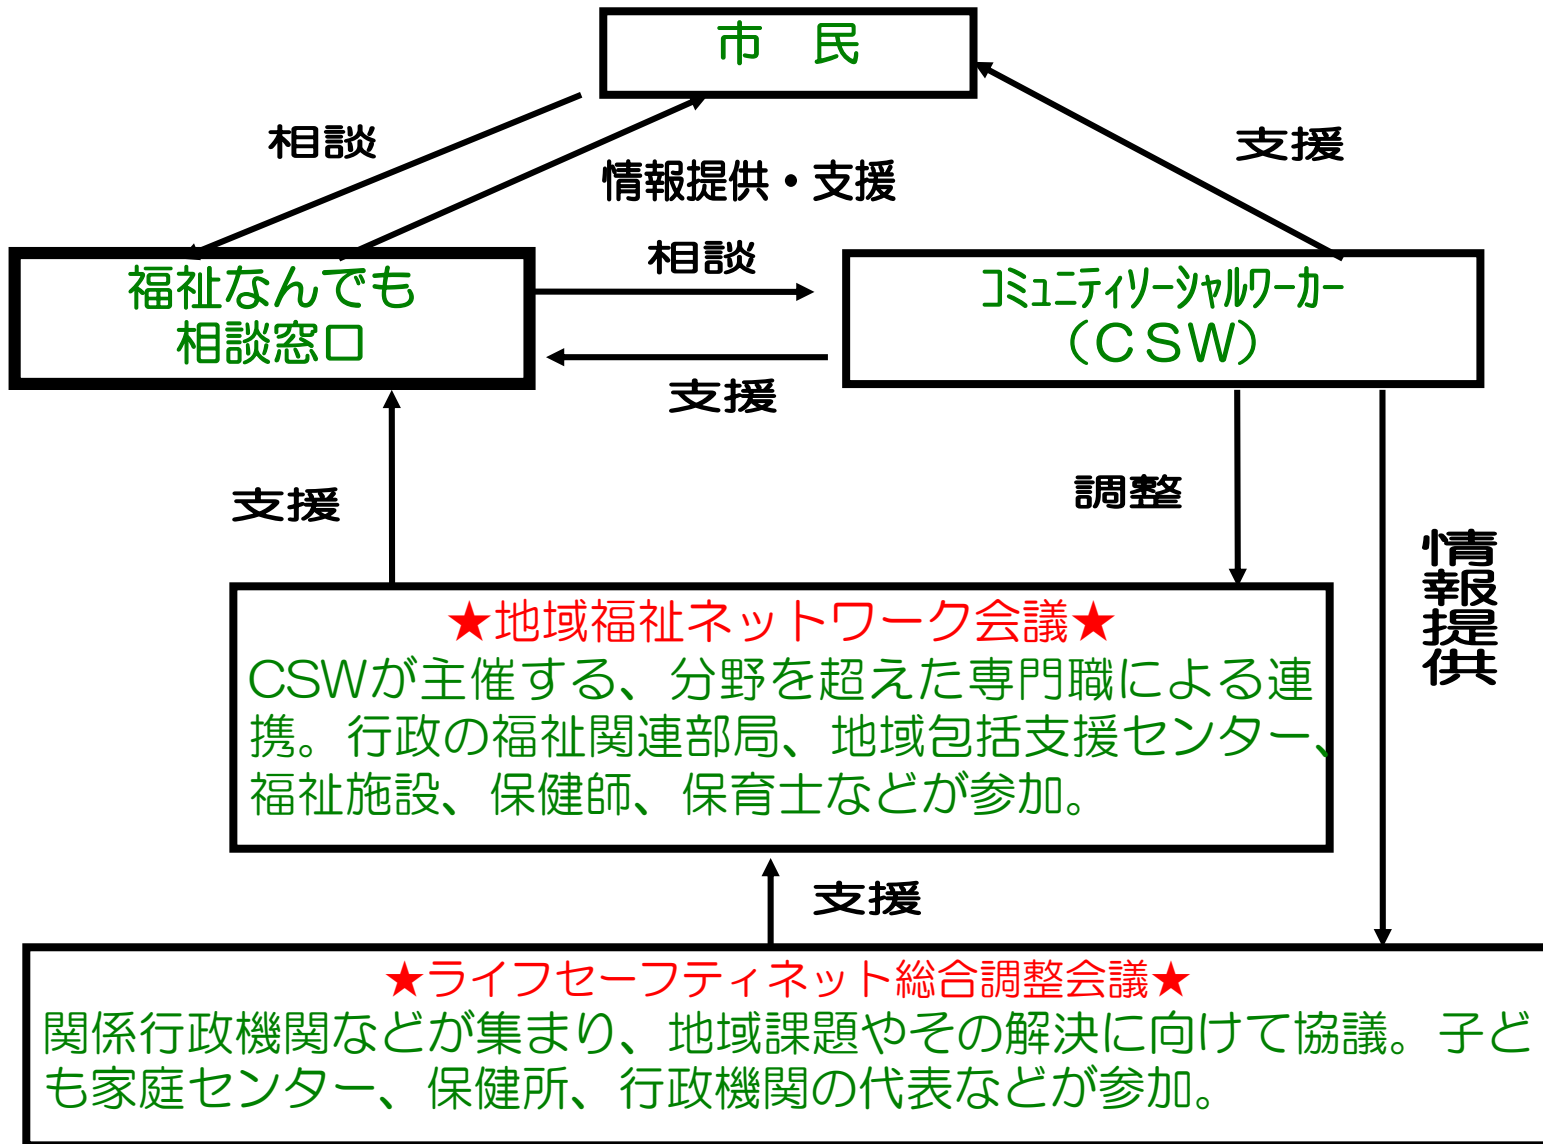 市　民
相談
支援
情報提供・支援
相談
福祉なんでも
相談窓口
ｺﾐｭﾆﾃｨｿｰｼｬﾙﾜｰｶｰ
（ＣＳＷ）
支援
支援
調整
情報提供
★地域福祉ネットワーク会議★
CSWが主催する、分野を超えた専門職による連
携。行政の福祉関連部局、地域包括支援センター、
福祉施設、保健師、保育士などが参加。
支援
★ライフセーフティネット総合調整会議★
関係行政機関などが集まり、地域課題やその解決に向けて協議。子ど
も家庭センター、保健所、行政機関の代表などが参加。